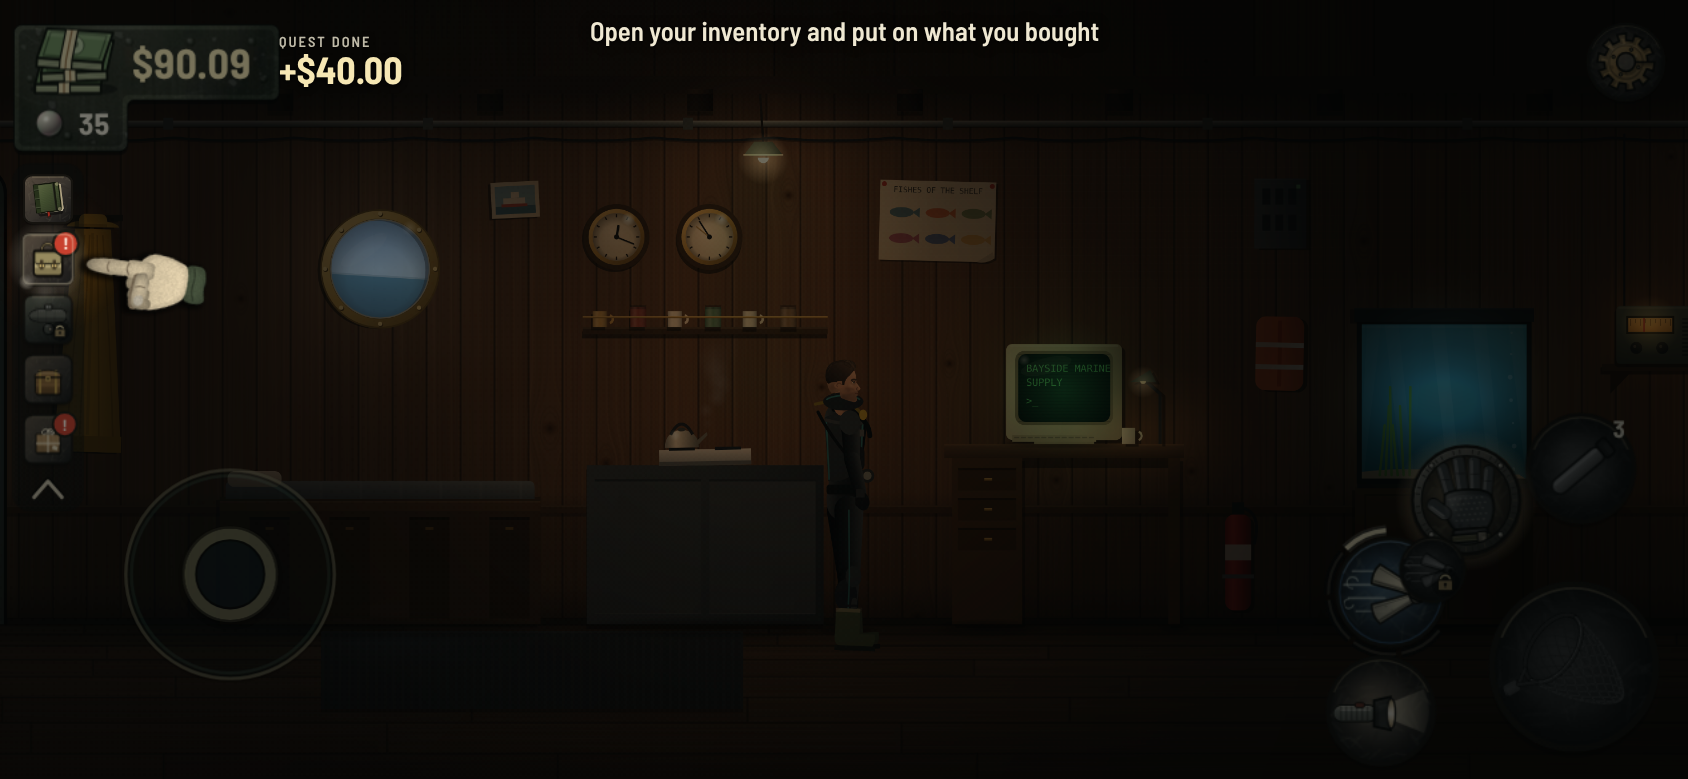 Open your inventory and put on what you bought
$90.09
QUEST DONE
+$40.00
35
!
!
FISHES OF THE SHELF
BAYSIDE MARINE
SUPPLY
>_
3